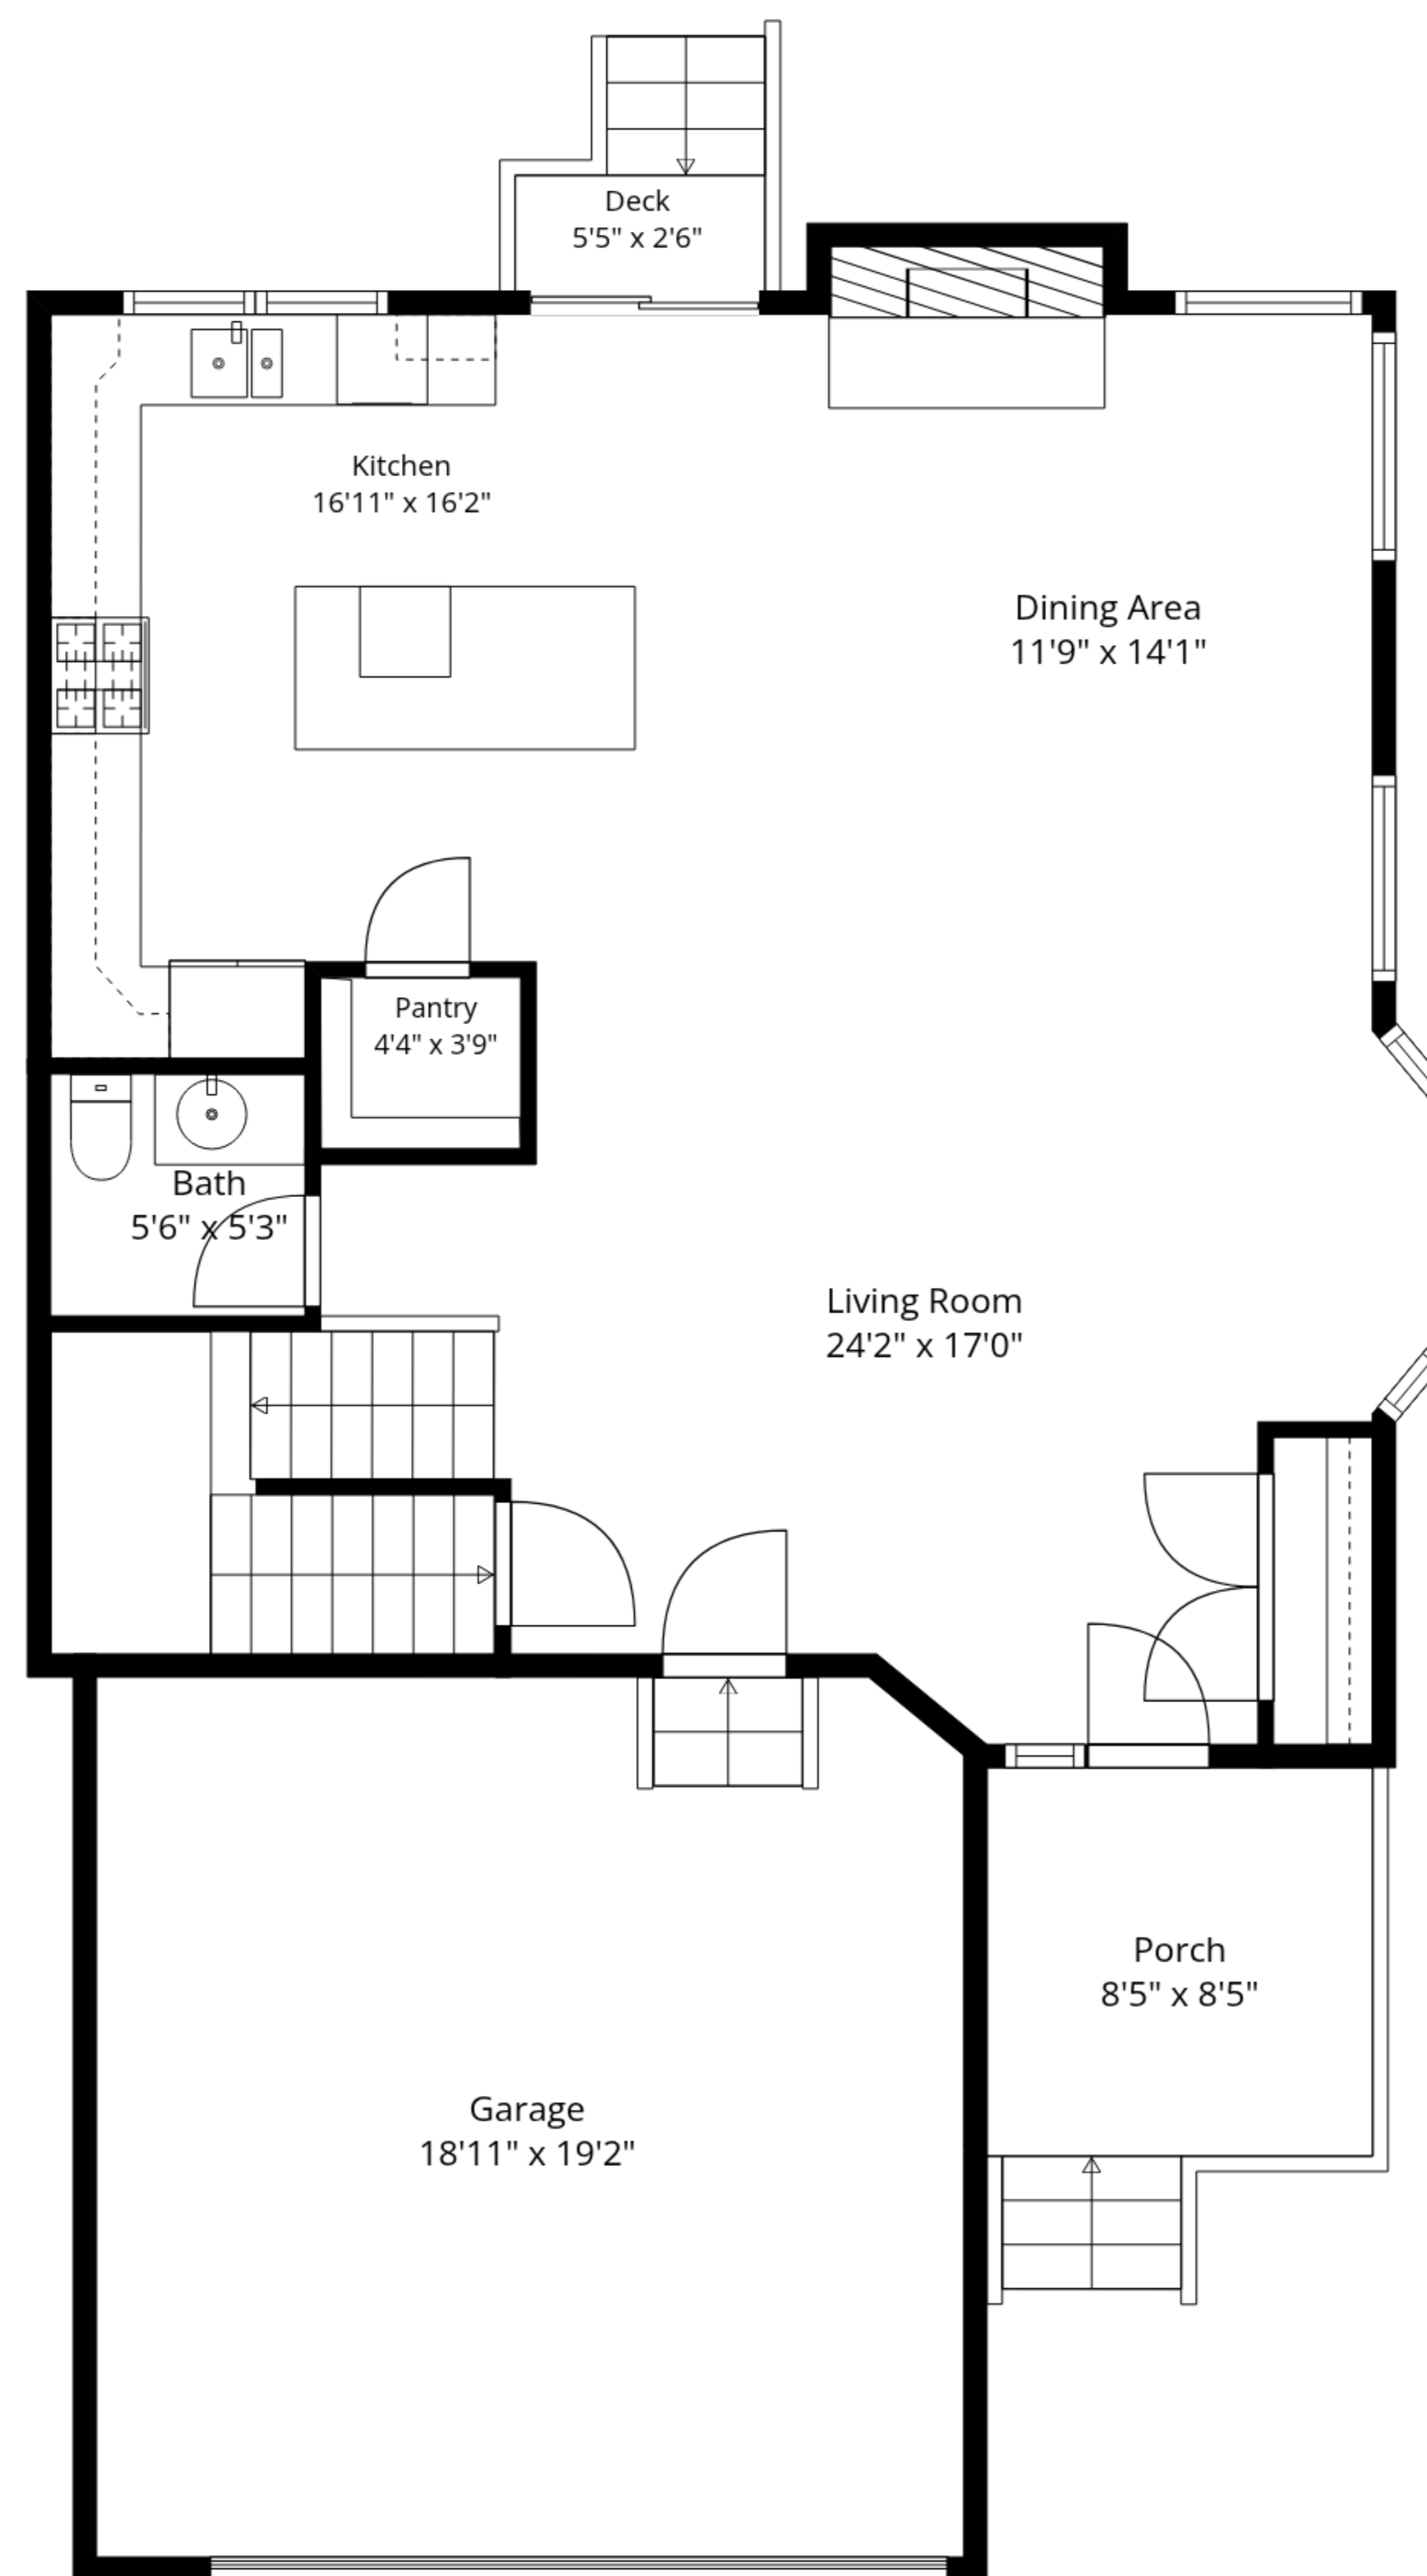 Deck
5'5" x 2'6"
Kitchen
16'11" x 16'2"
Dining Area
11'9" x 14'1"
Pantry
4'4" x 3'9"
Bath
5'6" x 5'3"
Living Room
24'2" x 17'0"
Porch
8'5" x 8'5"
Garage
18'11" x 19'2"